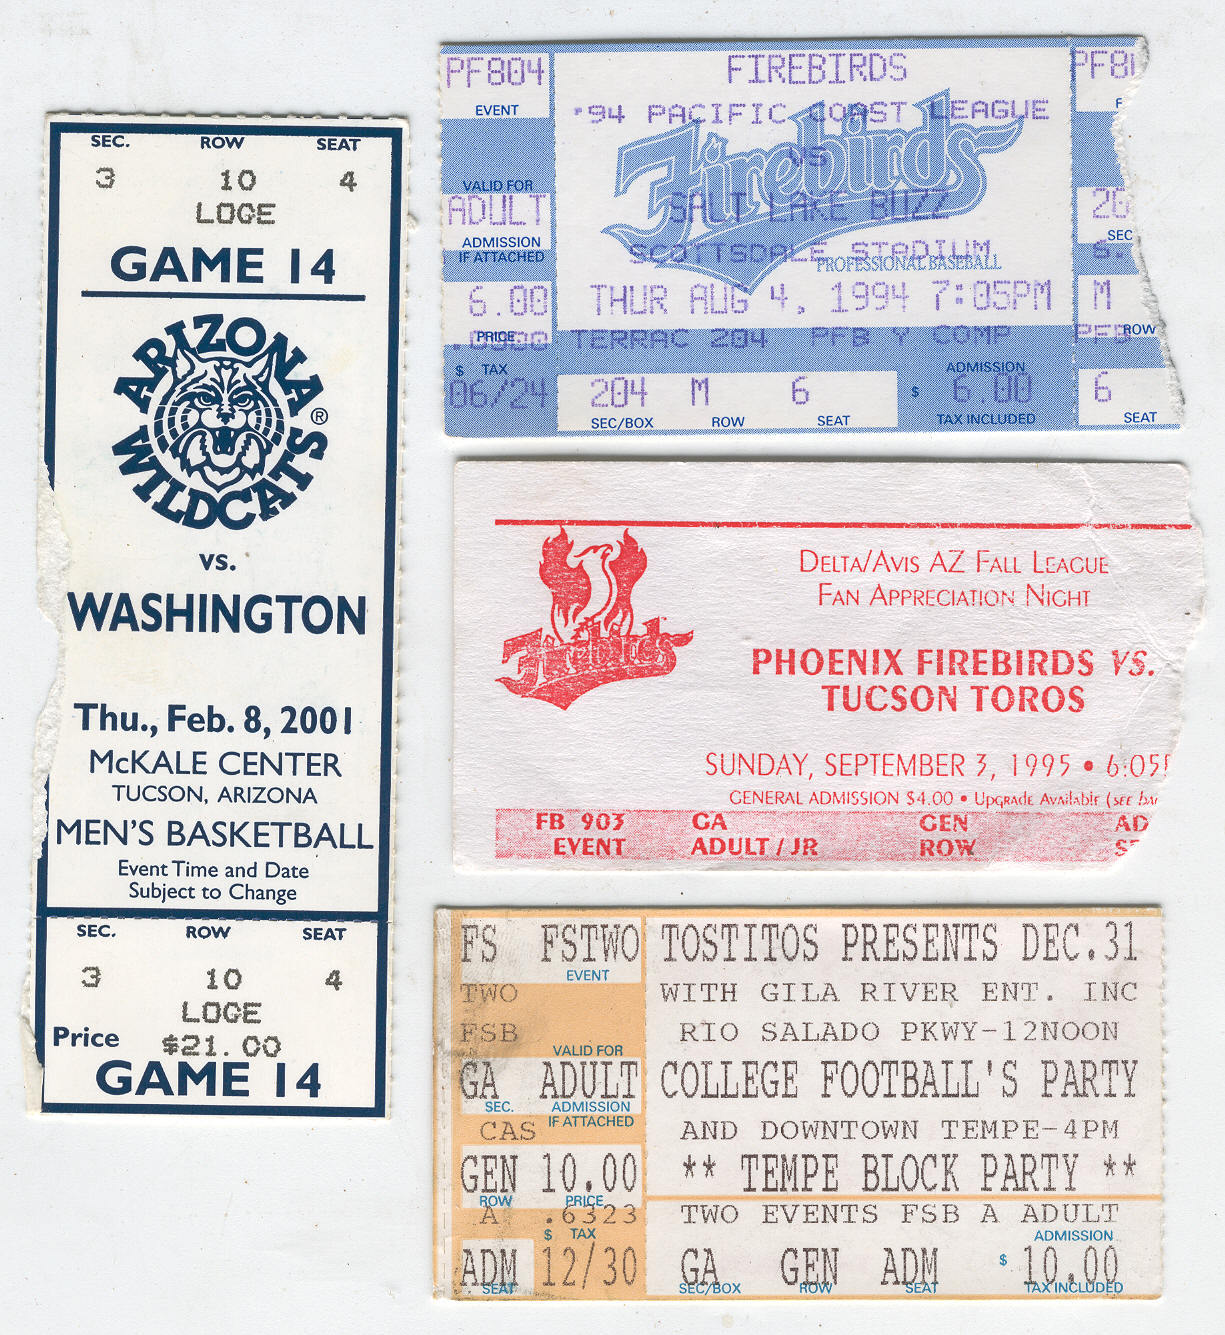 SEC. ROW SEAT
3 10 4
LOGE
GAME 14
ARIZONA
WILDCATS ®
VS.
WASHINGTON
Thu., Feb. 8, 2001
McKALE CENTER
TUCSON, ARIZONA
MEN'S BASKETBALL
Event Time and Date
Subject to Change
SEC. ROW SEAT
3 10 4
LOGE
Price $21.00
GAME 14
PF804 FIREBIRDS
EVENT '94 PACIFIC COAST LEAGUE
Firebirds
VS
VALID FOR
ADULT SALT LAKE BUZZ
ADMISSION
IF ATTACHED SCOTTSDALE STADIUM
PROFESSIONAL BASEBALL
6.00 THUR AUG 4, 1994 7:05PM M
PRICE TERRAC 204 PFB Y COMP PFB ROW
$ TAX ADMISSION
06/24 204 M 6 $ 6.00 6
SEC/BOX ROW SEAT TAX INCLUDED SEAT
SEC
DELTA/AVIS AZ FALL LEAGUE
FAN APPRECIATION NIGHT
Firebirds
PHOENIX FIREBIRDS VS.
TUCSON TOROS
SUNDAY, SEPTEMBER 3, 1995 • 6:05
GENERAL ADMISSION $4.00 • UPGRADE AVAILABLE (SEE
FB 903 GA GEN AD
EVENT ADULT/JR ROW
FS FSTWO TOSTITOS PRESENTS DEC.31
EVENT
TWO WITH GILA RIVER ENT. INC
FSB RIO SALADO PKWY-12NOON
VALID FOR
GA ADULT COLLEGE FOOTBALL'S PARTY
SEC. ADMISSION
IF ATTACHED
CAS AND DOWNTOWN TEMPE-4PM
GEN 10.00 ** TEMPE BLOCK PARTY **
ROW PRICE
A .6323 TWO EVENTS FSB A ADULT
$ TAX ADMISSION
ADM 12/30 GA GEN ADM $ 10.00
SEAT SEC/BOX ROW SEAT TAX INCLUDED